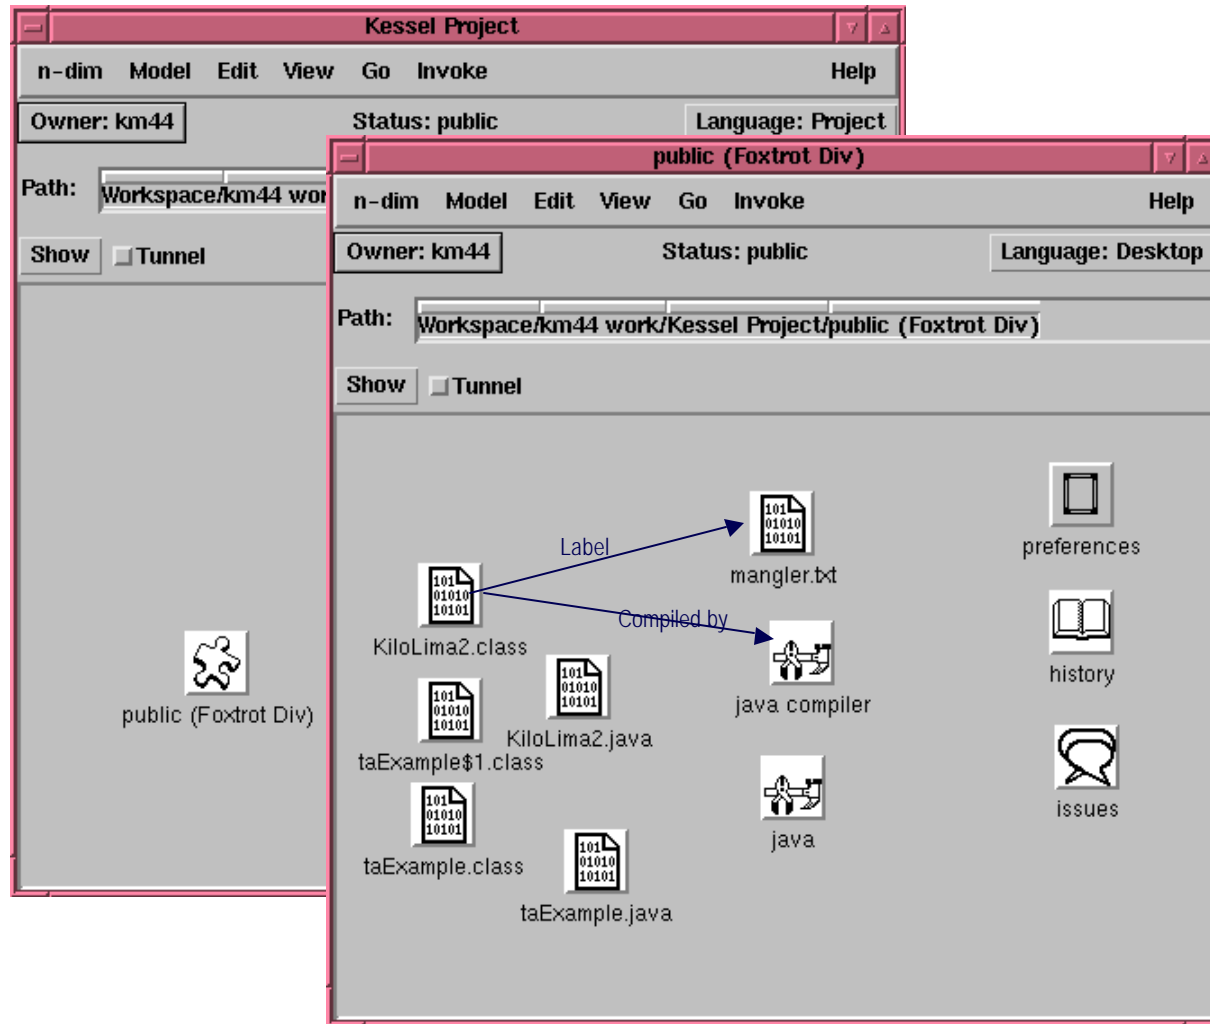 Kessel Project
n-dim Model Edit View Go Invoke Help
Owner: km44 Status: public Language: Project
Path: Workspace/km44 wor
Show Tunnel
public (Foxtrot Div)
public (Foxtrot Div)
n-dim Model Edit View Go Invoke Help
Owner: km44 Status: public Language: Desktop
Path: Workspace/km44 work/Kessel Project/public (Foxtrot Div)
Show Tunnel
101
01010
10101
mangler.txt
preferences
Label
101
01010
10101
KiloLima2.class
Compiled by
java compiler
history
101
01010
10101
KiloLima2.java
101
01010
10101
taExample$1.class
java
issues
101
01010
10101
taExample.class
101
01010
10101
taExample.java